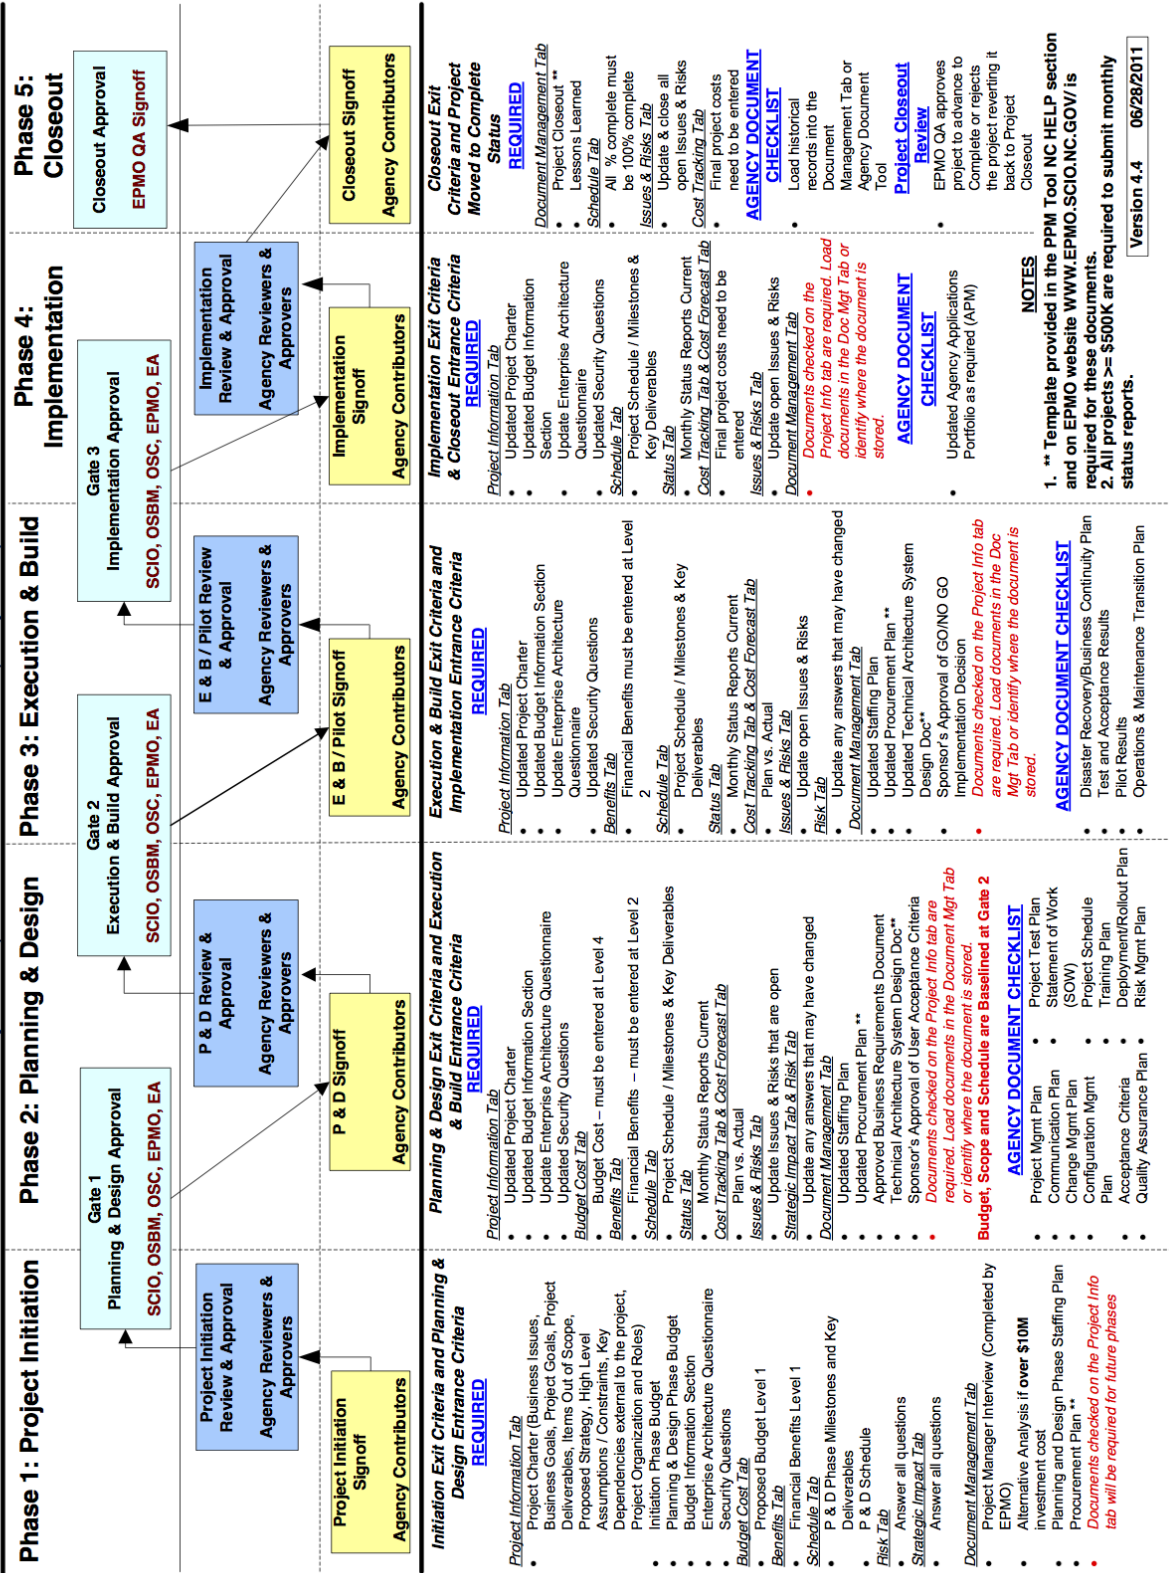 Phase 1: Project Initiation
Phase 2: Planning & Design
Phase 3: Execution & Build
Phase 4:
Implementation
Phase 5:
Closeout
Gate 1
Planning & Design Approval
SCIO, OSBM, OSC, EPMO, EA
Gate 2
Execution & Build Approval
SCIO, OSBM, OSC, EPMO, EA
Gate 3
Implementation Approval
SCIO, OSBM, OSC, EPMO, EA
Closeout Approval
EPMO QA Signoff
Project Initiation
Review & Approval
Agency Reviewers &
Approvers
P & D Review &
Approval
Agency Reviewers &
Approvers
E & B / Pilot Review
& Approval
Agency Reviewers &
Approvers
Implementation
Review & Approval
Agency Reviewers &
Approvers
Project Initiation
Signoff
Agency Contributors
P & D Signoff
Agency Contributors
E & B / Pilot Signoff
Agency Contributors
Implementation
Signoff
Agency Contributors
Closeout Signoff
Agency Contributors
Initiation Exit Criteria and Planning &
Design Entrance Criteria
REQUIRED
Project Information Tab
• Project Charter (Business Issues,
Business Goals, Project Goals, Project
Deliverables, Items Out of Scope,
Proposed Strategy, High Level
Assumptions / Constraints, Key
Dependencies external to the project,
Project Organization and Roles)
• Initiation Phase Budget
• Planning & Design Phase Budget
• Budget Information Section
• Enterprise Architecture Questionnaire
• Security Questions
Budget Cost Tab
• Proposed Budget Level 1
Benefits Tab
• Financial Benefits Level 1
Schedule Tab
• P & D Phase Milestones and Key
Deliverables
• P & D Schedule
Risk Tab
• Answer all questions
Strategic Impact Tab
• Answer all questions
Document Management Tab
• Project Manager Interview (Completed by
EPMO)
• Alternative Analysis if over $10M
investment cost
• Planning and Design Phase Staffing Plan
• Procurement Plan **
• Documents checked on the Project Info
tab will be required for future phases
Planning & Design Exit Criteria and Execution
& Build Entrance Criteria
REQUIRED
Project Information Tab
• Updated Project Charter
• Updated Budget Information Section
• Update Enterprise Architecture Questionnaire
• Updated Security Questions
Budget Cost Tab
• Budget Cost – must be entered at Level 4
Benefits Tab
• Financial Benefits – must be entered at Level 2
Schedule Tab
• Project Schedule / Milestones & Key Deliverables
Status Tab
• Monthly Status Reports Current
Cost Tracking Tab & Cost Forecast Tab
• Plan vs. Actual
Issues & Risks Tab
• Update Issues & Risks that are open
Strategic Impact Tab & Risk Tab
• Update any answers that may have changed
Document Management Tab
• Updated Staffing Plan
• Updated Procurement Plan **
• Approved Business Requirements Document
• Technical Architecture System Design Doc**
• Sponsor's Approval of User Acceptance Criteria
• Documents checked on the Project Info tab are
required. Load documents in the Document Mgt Tab
or identify where the document is stored.
Budget, Scope and Schedule are Baselined at Gate 2
AGENCY DOCUMENT CHECKLIST
• Project Mgmt Plan
• Communication Plan
• Change Mgmt Plan
• Configuration Mgmt
Plan
• Acceptance Criteria
• Quality Assurance Plan
• Project Test Plan
• Statement of Work
(SOW)
• Project Schedule
• Training Plan
• Deployment/Rollout Plan
• Risk Mgmt Plan
Execution & Build Exit Criteria and
Implementation Entrance Criteria
REQUIRED
Project Information Tab
• Updated Project Charter
• Updated Budget Information Section
• Update Enterprise Architecture
Questionnaire
• Updated Security Questions
Benefits Tab
• Financial Benefits must be entered at Level
2
Schedule Tab
• Project Schedule / Milestones & Key
Deliverables
Status Tab
• Monthly Status Reports Current
Cost Tracking Tab & Cost Forecast Tab
• Plan vs. Actual
Issues & Risks Tab
• Update open Issues & Risks
Risk Tab
• Update any answers that may have changed
Document Management Tab
• Updated Staffing Plan
• Updated Procurement Plan **
• Updated Technical Architecture System
Design Doc**
• Sponsor's Approval of GO/NO GO
Implementation Decision
• Documents checked on the Project Info tab
are required. Load documents in the Doc
Mgt Tab or identify where the document is
stored.
AGENCY DOCUMENT CHECKLIST
• Disaster Recovery/Business Continuity Plan
• Test and Acceptance Results
• Pilot Results
• Operations & Maintenance Transition Plan
Implementation Exit Criteria
& Closeout Entrance Criteria
REQUIRED
Project Information Tab
• Updated Project Charter
• Updated Budget Information
Section
• Update Enterprise Architecture
Questionnaire
• Updated Security Questions
Schedule Tab
• Project Schedule / Milestones &
Key Deliverables
Status Tab
• Monthly Status Reports Current
Cost Tracking Tab & Cost Forecast Tab
• Final project costs need to be
entered
Issues & Risks Tab
• Update open Issues & Risks
Document Management Tab
• Documents checked on the
Project Info tab are required. Load
documents in the Doc Mgt Tab or
identify where the document is
stored.
AGENCY DOCUMENT
CHECKLIST
• Updated Agency Applications
Portfolio as required (APM)
Closeout Exit
Criteria and Project
Moved to Complete
Status
REQUIRED
Document Management Tab
• Project Closeout **
• Lessons Learned
Schedule Tab
• All % complete must
be 100% complete
Issues & Risks Tab
• Update & close all
open Issues & Risks
Cost Tracking Tab
• Final project costs
need to be entered
AGENCY DOCUMENT
CHECKLIST
• Load historical
records into the
Document
Management Tab or
Agency Document
Tool
Project Closeout
Review
• EPMO QA approves
project to advance to
Complete or rejects
the project reverting it
back to Project
Closeout
NOTES
1. ** Template provided in the PPM Tool NC HELP section
and on EPMO website WWW.EPMO.SCIO.NC.GOV/ is
required for these documents.
2. All projects >= $500K are required to submit monthly
status reports.
Version 4.4 06/28/2011